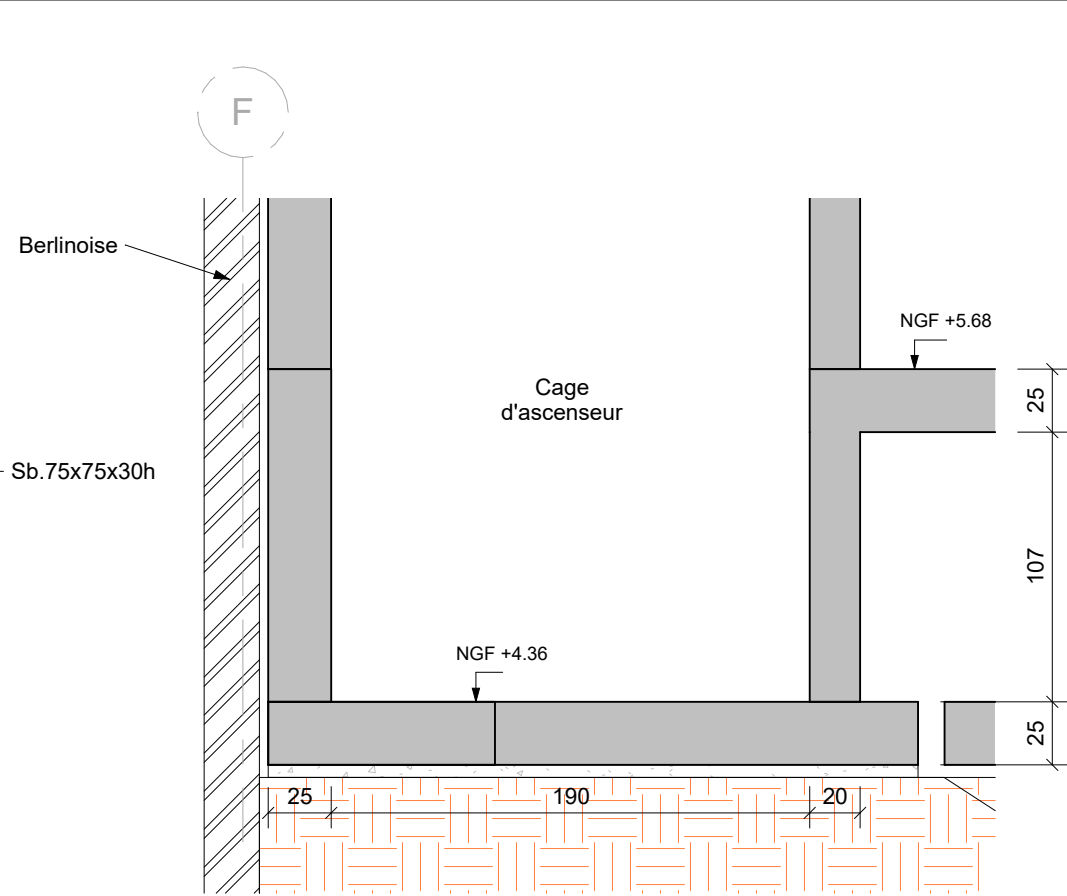 F
Berlinoise
NGF +5.68
Cage
d'ascenseur
25
Sb.75x75x30h
107
NGF +4.36
25
25
190
20